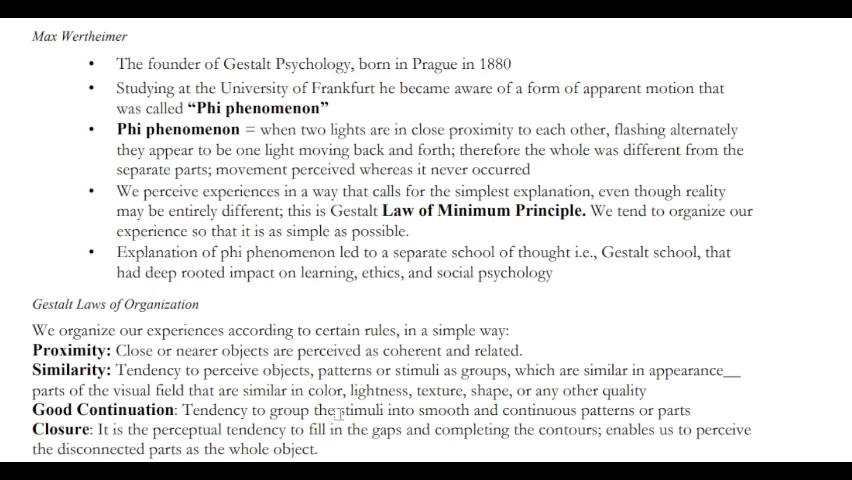 Max Wertheimer
• The founder of Gestalt Psychology, born in Prague in 1880
• Studying at the University of Frankfurt he became aware of a form of apparent motion that
was called “Phi phenomenon”
• Phi phenomenon = when two lights are in close proximity to each other, flashing alternately
they appear to be one light moving back and forth; therefore the whole was different from the
separate parts; movement perceived whereas it never occurred
• We perceive experiences in a way that calls for the simplest explanation, even though reality
may be entirely different; this is Gestalt Law of Minimum Principle. We tend to organize our
experience so that it is as simple as possible.
• Explanation of phi phenomenon led to a separate school of thought i.e., Gestalt school, that
had deep rooted impact on learning, ethics, and social psychology
Gestalt Laws of Organization
We organize our experiences according to certain rules, in a simple way:
Proximity: Close or nearer objects are perceived as coherent and related.
Similarity: Tendency to perceive objects, patterns or stimuli as groups, which are similar in appearance__
parts of the visual field that are similar in color, lightness, texture, shape, or any other quality
Good Continuation: Tendency to group the stimuli into smooth and continuous patterns or parts
Closure: It is the perceptual tendency to fill in the gaps and completing the contours; enables us to perceive
the disconnected parts as the whole object.